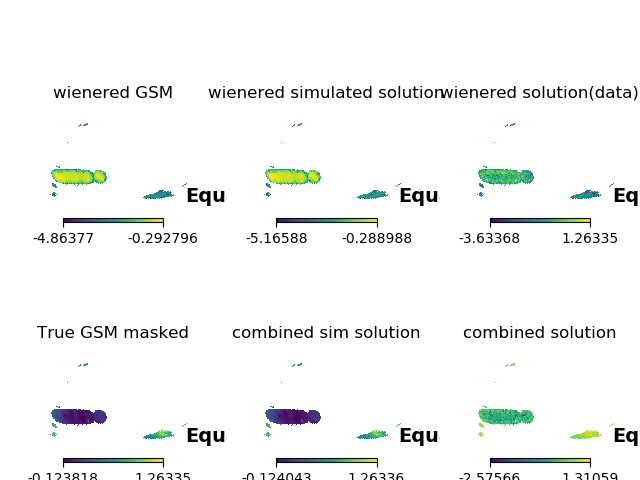 wienered GSM
wienered simulated solution
wienered solution(data)
Equ
Equ
Eq
-4.86377 -0.292796
-5.16588 -0.288988
-3.63368 1.26335
True GSM masked
combined sim solution
combined solution
Equ
Equ
Eq
-0.123818 1.26335
-0.124043 1.26336
-2.57566 1.31059